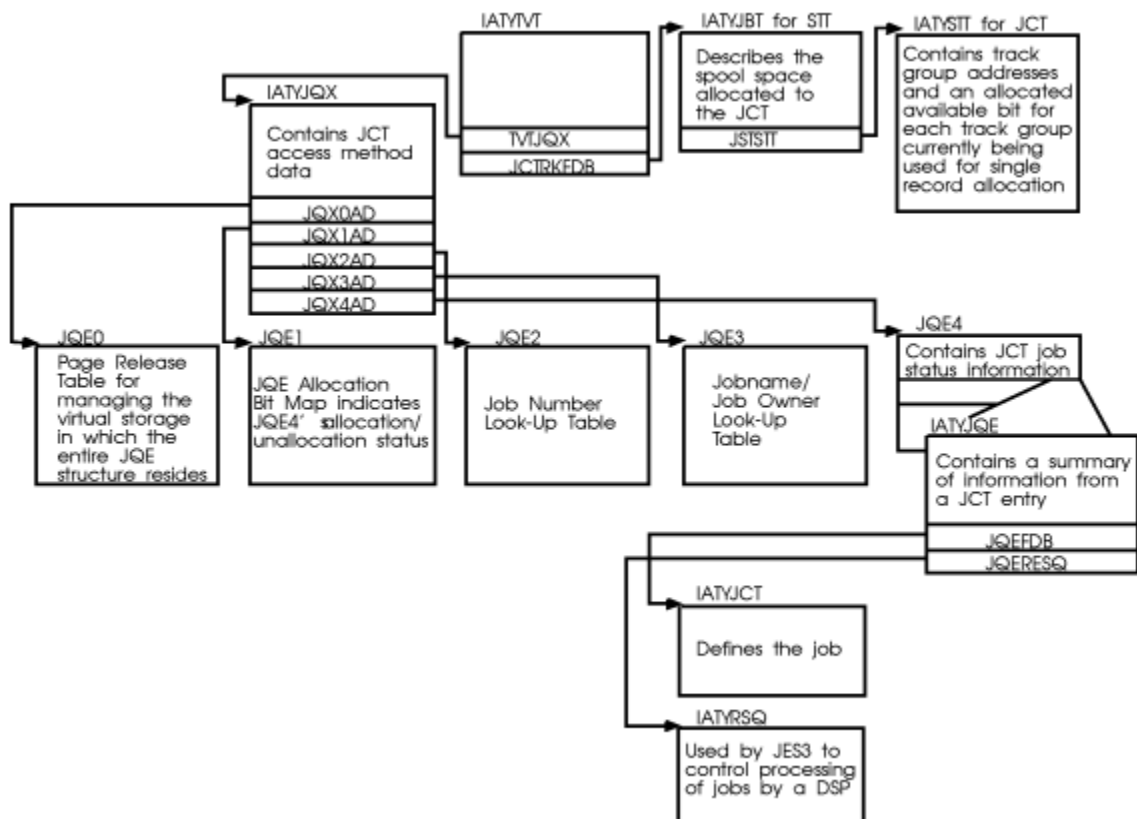 IATYTVT
TVTJQX
JCTRKFDB
IATYJBT for STT
Describes the
spool space
allocated to
the JCT
JSTSTT
IATYSTT for JCT
Contains track
group addresses
and an allocated
available bit for
each track group
currently being
used for single
record allocation
IATYJQX
Contains JCT
access method
data
JQX0AD
JQX1AD
JQX2AD
JQX3AD
JQX4AD
JQE0
Page Release
Table for
managing the
virtual storage
in which the
entire JQE
structure resides
JQE1
JQE Allocation
Bit Map indicates
JQE4' sallocation/
unallocation status
JQE2
Job Number
Look-Up Table
JQE3
Jobname/
Job Owner
Look-Up
Table
JQE4
Contains JCT job
status information
IATYJQE
Contains a summary
of information from
a JCT entry
JQEFDB
JQERESQ
IATYJCT
Defines the job
IATYRSQ
Used by JES3 to
control processing
of jobs by a DSP